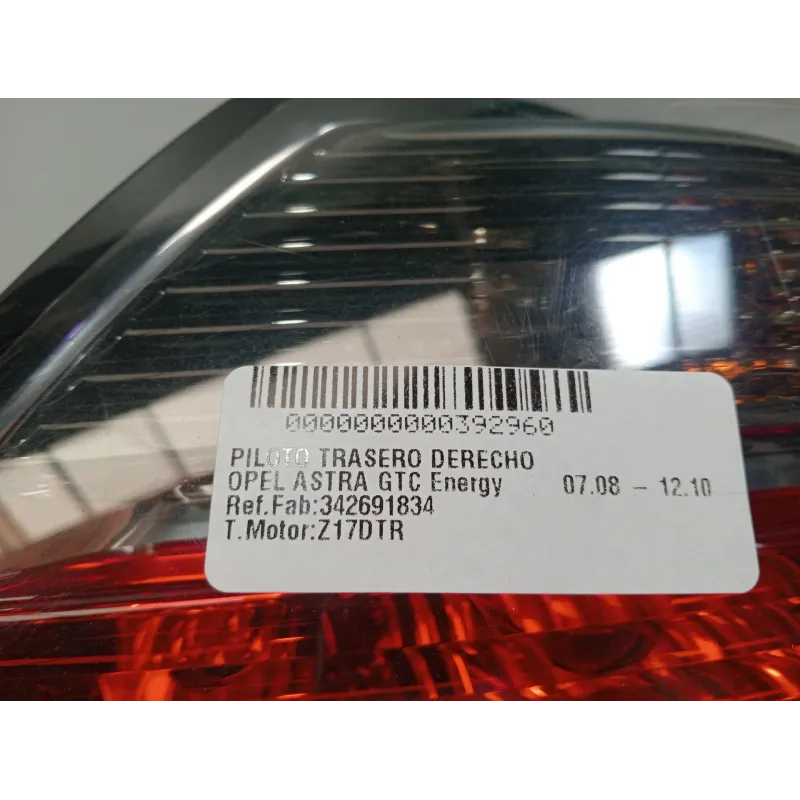 0000000000392960
PILOTO TRASERO DERECHO
OPEL ASTRA GTC Energy 07.08 - 12.10
Ref.Fab:342691834
T.Motor:Z17DTR